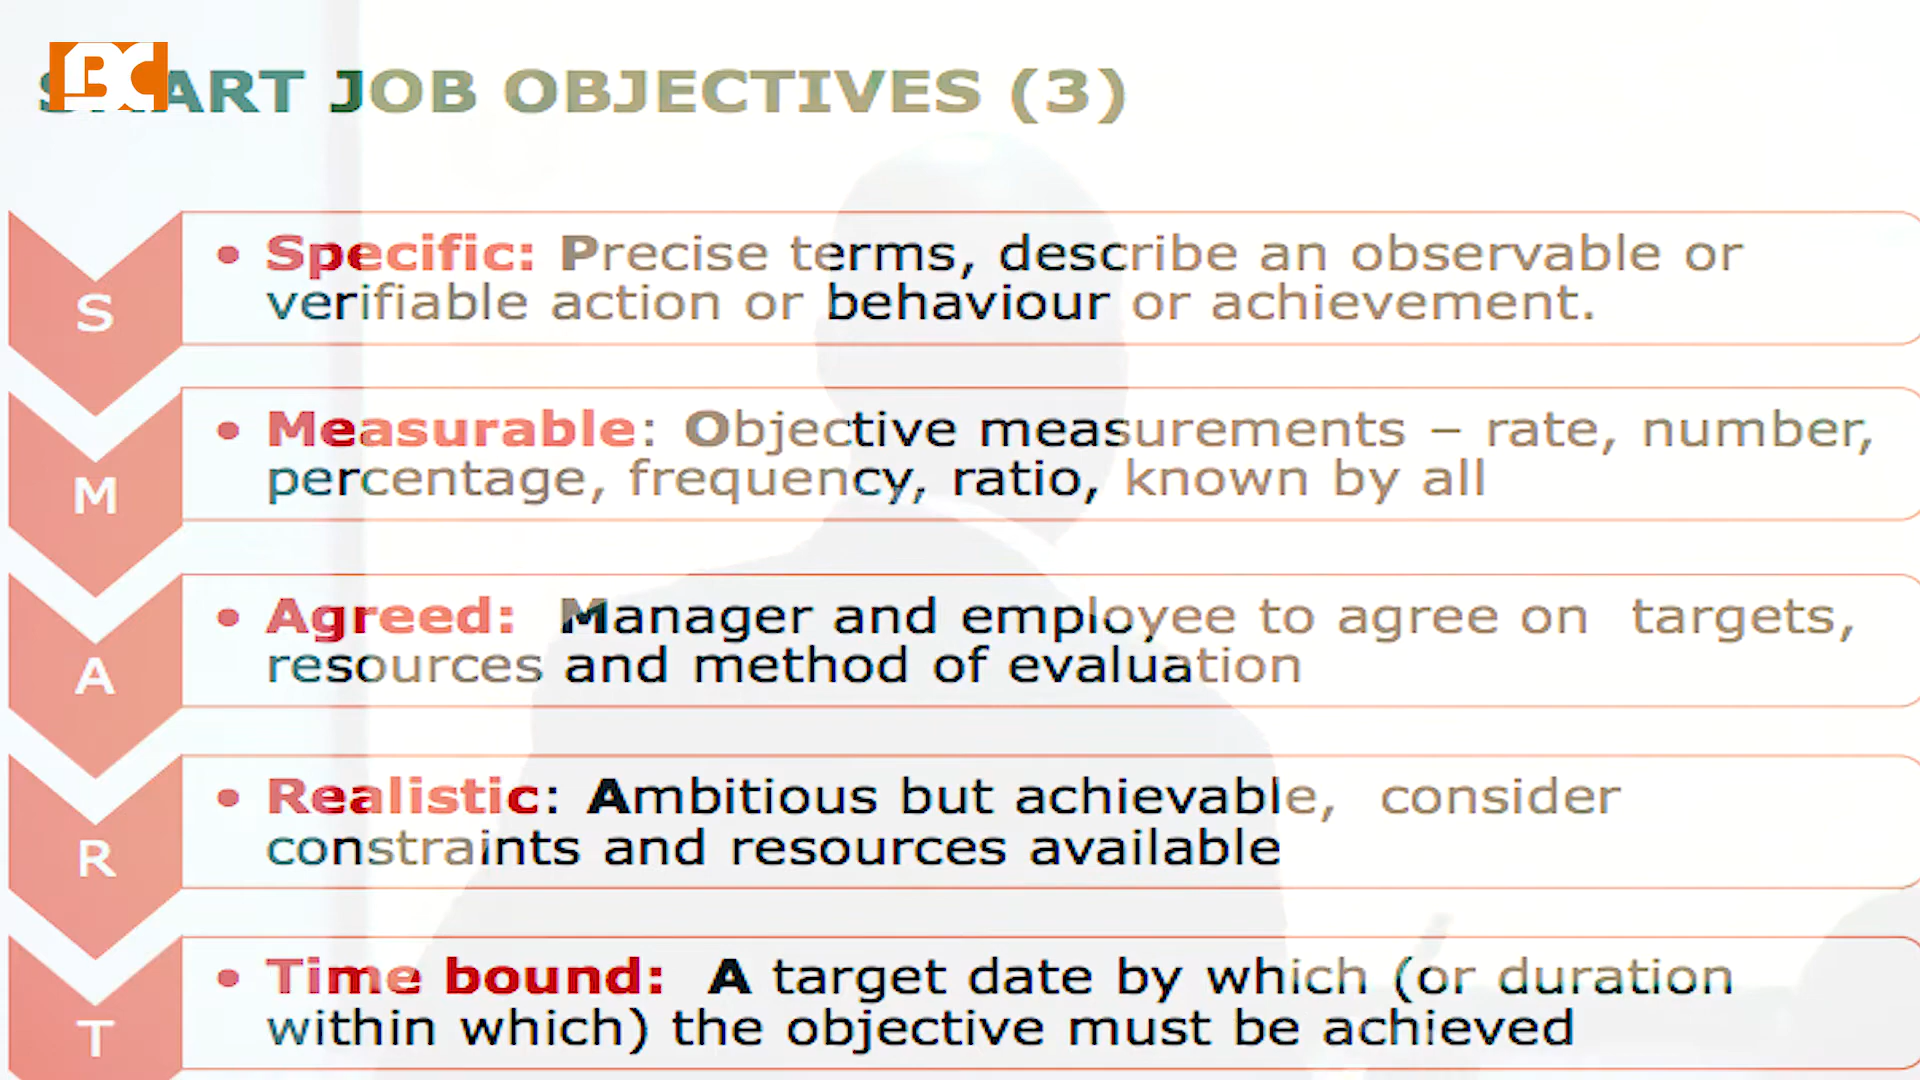 BC
SMART JOB OBJECTIVES (3)
S
• Specific: Precise terms, describe an observable or
verifiable action or behaviour or achievement.
M
• Measurable: Objective measurements – rate, number,
percentage, frequency, ratio, known by all
A
• Agreed: Manager and employee to agree on targets,
resources and method of evaluation
R
• Realistic: Ambitious but achievable, consider
constraints and resources available
T
• Time bound: A target date by which (or duration
within which) the objective must be achieved